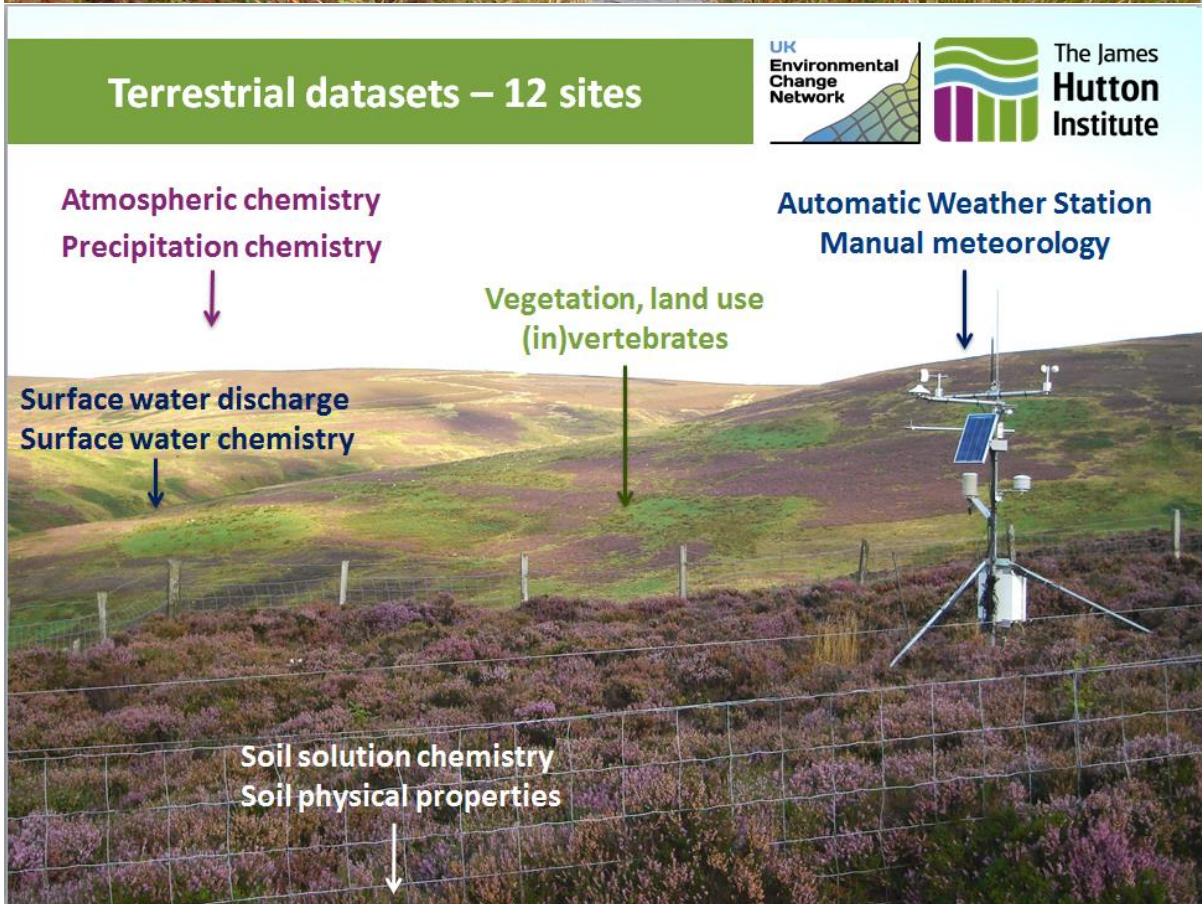 Terrestrial datasets – 12 sites
UK
Environmental
Change
Network
The James
Hutton
Institute
Atmospheric chemistry
Precipitation chemistry
Automatic Weather Station
Manual meteorology
Vegetation, land use
(in)vertebrates
Surface water discharge
Surface water chemistry
Soil solution chemistry
Soil physical properties